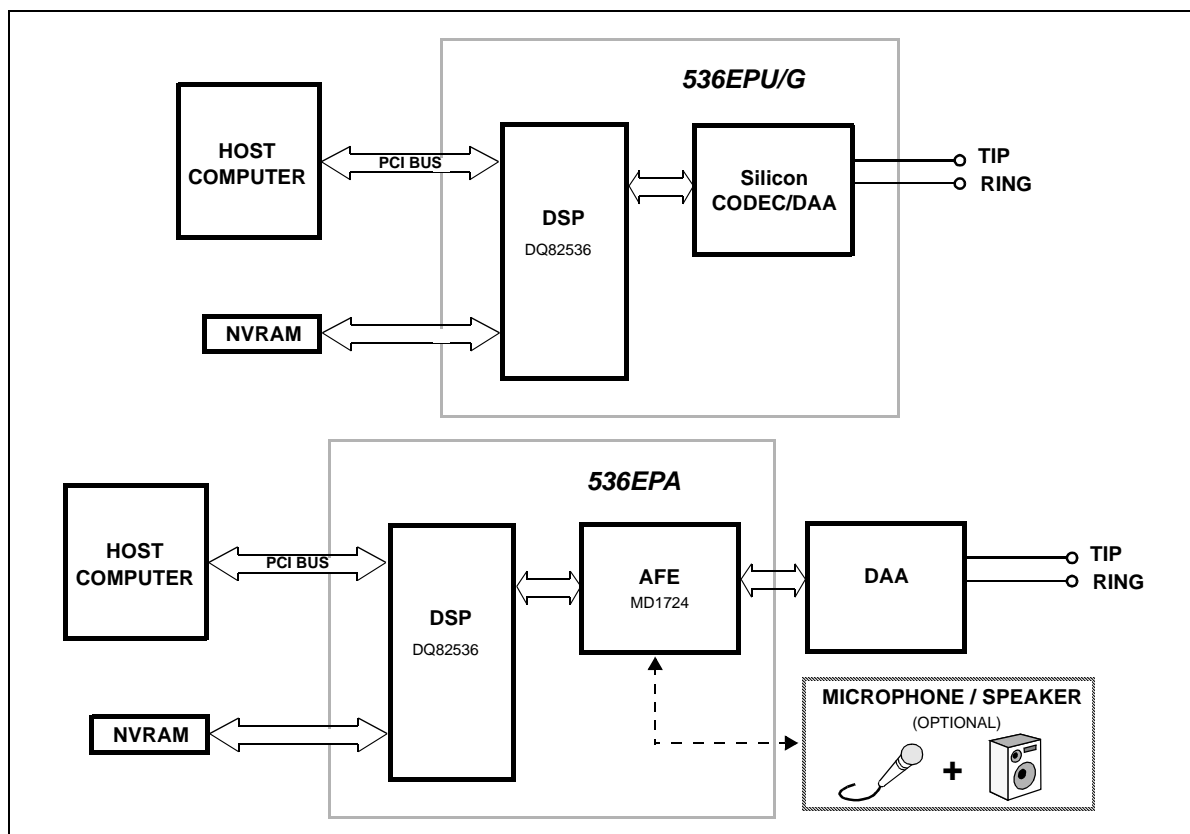 536EPU/G
HOST
COMPUTER
PCI BUS
DSP
DQ82536
Silicon
CODEC/DAA
TIP
RING
NVRAM
536EPA
HOST
COMPUTER
PCI BUS
DSP
DQ82536
AFE
MD1724
DAA
TIP
RING
NVRAM
MICROPHONE / SPEAKER
(OPTIONAL)
+